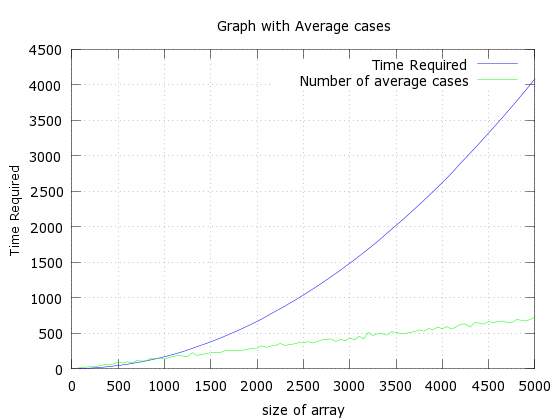 Graph with Average cases
4500
4000
3500
3000
2500
2000
1500
1000
500
0
Time Required
Time Required
Number of average cases
0 500 1000 1500 2000 2500 3000 3500 4000 4500 5000
size of array